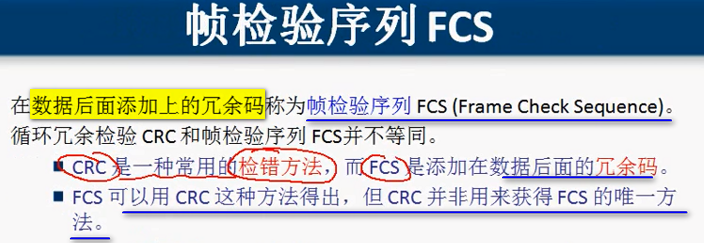 帧检验序列 FCS
在数据后面添加上的冗余码称为帧检验序列 FCS (Frame Check Sequence)。
循环冗余检验 CRC 和帧检验序列 FCS并不等同。
■ CRC 是一种常用的检错方法，而 FCS 是添加在数据后面的冗余码。
■ FCS 可以用 CRC 这种方法得出，但 CRC 并非用来获得 FCS 的唯一方
法。